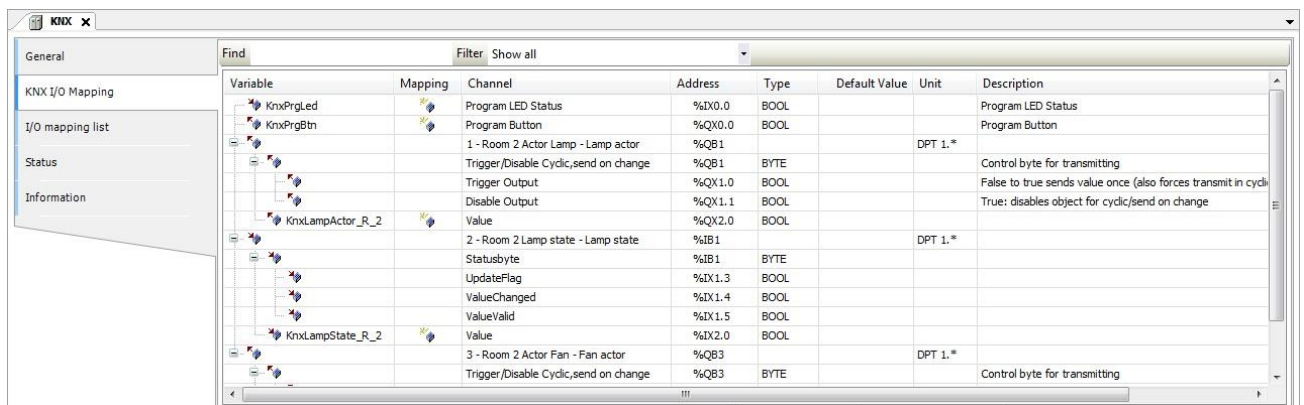 KNX
General
KNX I/O Mapping
I/O mapping list
Status
Information
Find Filter Show all
Variable Mapping Channel Address Type Default Value Unit Description
KnxPrgLed Program LED Status %IX0.0 BOOL Program LED Status
KnxPrgBtn Program Button %QX0.0 BOOL Program Button
1 - Room 2 Actor Lamp - Lamp actor %QB1 DPT 1.*
Trigger/Disable Cyclic,send on change %QB1 BYTE Control byte for transmitting
Trigger Output %QX1.0 BOOL False to true sends value once (also forces transmit in cycli
Disable Output %QX1.1 BOOL True: disables object for cyclic/send on change
KnxLampActor_R_2 Value %QX2.0 BOOL
2 - Room 2 Lamp state - Lamp state %IB1 DPT 1.*
Statusbyte %IB1 BYTE
UpdateFlag %IX1.3 BOOL
ValueChanged %IX1.4 BOOL
ValueValid %IX1.5 BOOL
KnxLampState_R_2 Value %IX2.0 BOOL
3 - Room 2 Actor Fan - Fan actor %QB3 DPT 1.*
Trigger/Disable Cyclic,send on change %QB3 BYTE Control byte for transmitting